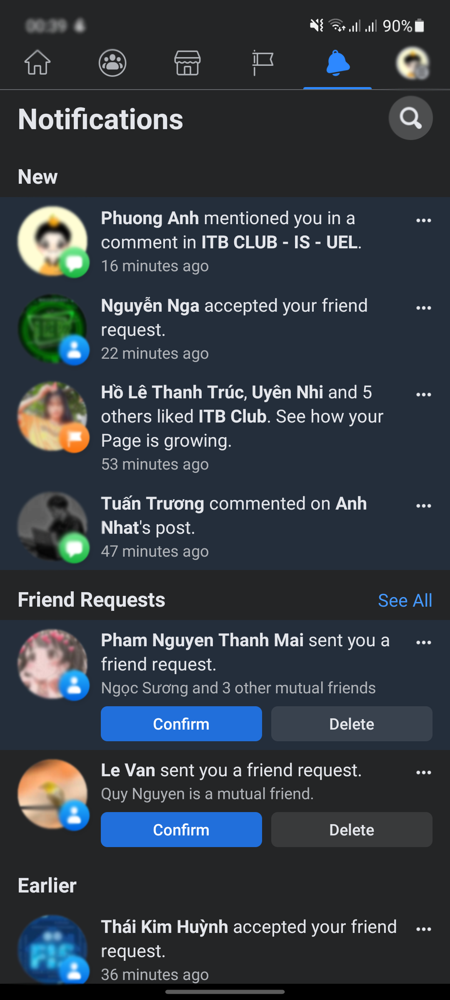 90%
Notifications
New
Phuong Anh mentioned you in a
comment in ITB CLUB - IS - UEL.
16 minutes ago
Nguyễn Nga accepted your friend
request.
22 minutes ago
Hồ Lê Thanh Trúc, Uyên Nhi and 5
others liked ITB Club. See how your
Page is growing.
53 minutes ago
Tuấn Trương commented on Anh
Nhat's post.
47 minutes ago
Friend Requests
See All
Pham Nguyen Thanh Mai sent you a
friend request.
Ngọc Sương and 3 other mutual friends
Confirm
Delete
Le Van sent you a friend request.
Quy Nguyen is a mutual friend.
Confirm
Delete
Earlier
Thái Kim Huỳnh accepted your friend
request.
36 minutes ago